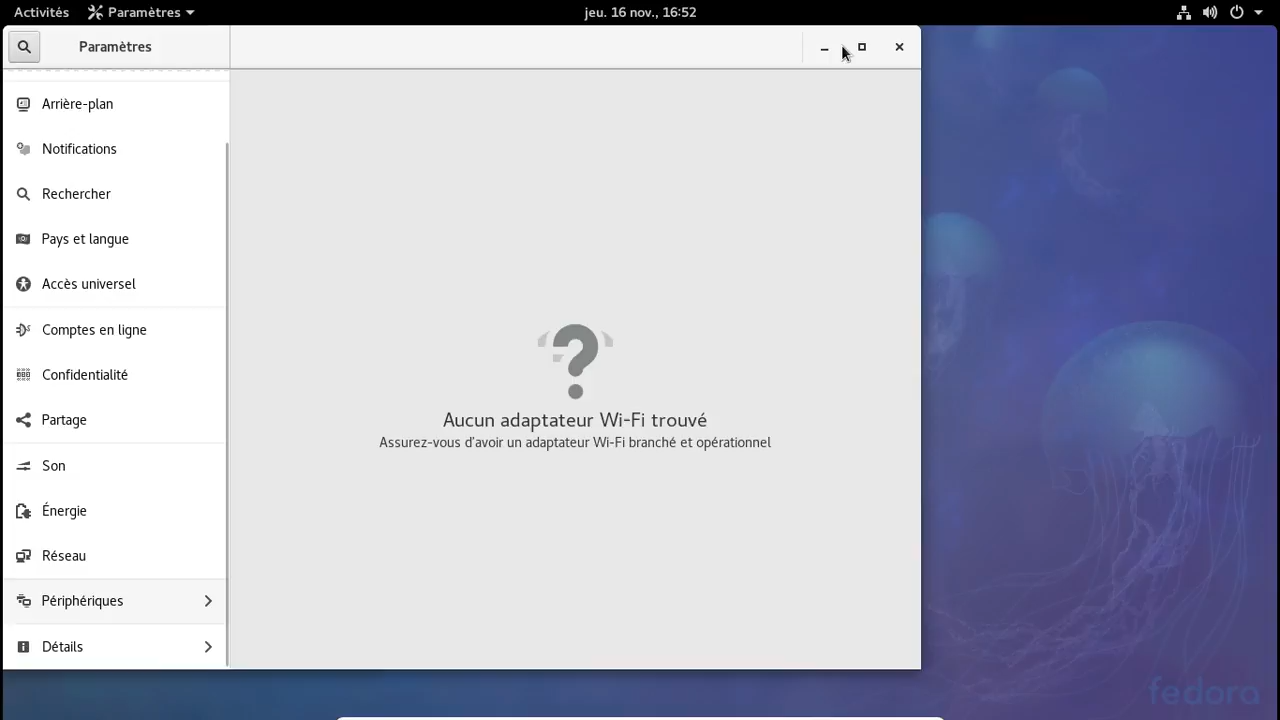 Activités
Paramètres
jeu. 16 nov., 16:52
Paramètres
Arrière-plan
Notifications
Rechercher
Pays et langue
Accès universel
Comptes en ligne
Confidentialité
Partage
Son
Énergie
Réseau
Périphériques
Détails
Aucun adaptateur Wi-Fi trouvé
Assurez-vous d'avoir un adaptateur Wi-Fi branché et opérationnel
fedora